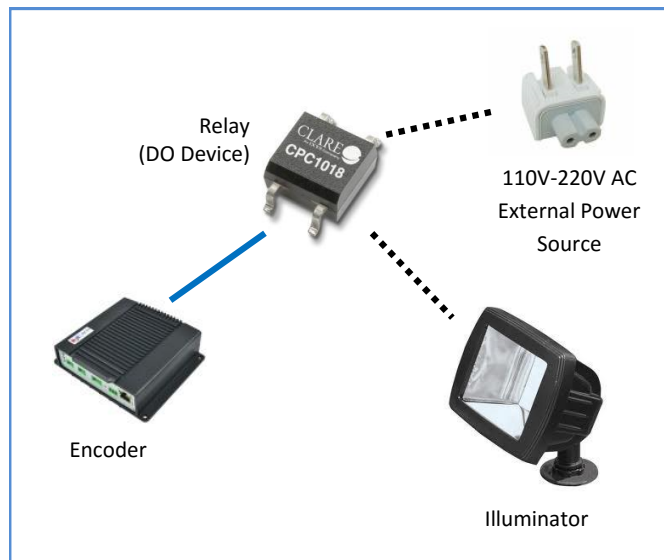 Relay
(DO Device)
CLARE
CPC1018
110V-220V AC
External Power
Source
Encoder
Illuminator